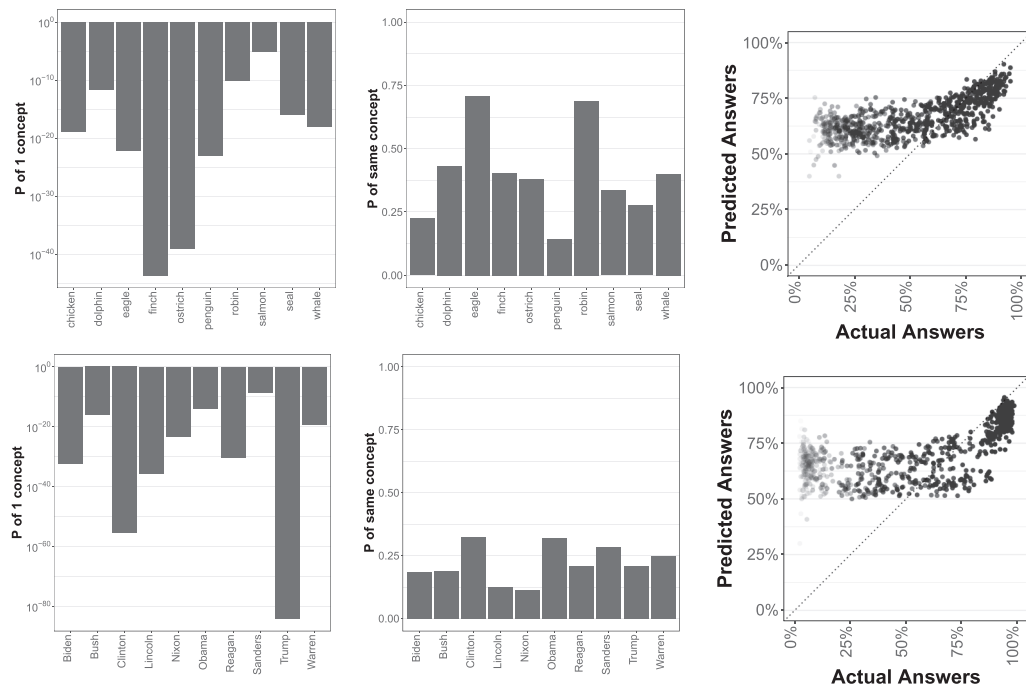 P of 1 concept
10⁰
10⁻¹⁰
10⁻²⁰
10⁻³⁰
10⁻⁴⁰
chicken
dolphin
eagle
finch
ostrich
penguin
robin
salmon
seal
whale
P of same concept
1.00
0.75
0.50
0.25
0.00
chicken
dolphin
eagle
finch
ostrich
penguin
robin
salmon
seal
whale
Predicted Answers
100%
75%
50%
25%
0%
0%
25%
50%
75%
100%
Actual Answers
P of 1 concept
10⁰
10⁻²⁰
10⁻⁴⁰
10⁻⁶⁰
10⁻⁸⁰
Biden
Bush
Clinton
Lincoln
Nixon
Obama
Reagan
Sanders
Trump
Warren
P of same concept
1.00
0.75
0.50
0.25
0.00
Biden
Bush
Clinton
Lincoln
Nixon
Obama
Reagan
Sanders
Trump
Warren
Predicted Answers
100%
75%
50%
25%
0%
0%
25%
50%
75%
100%
Actual Answers